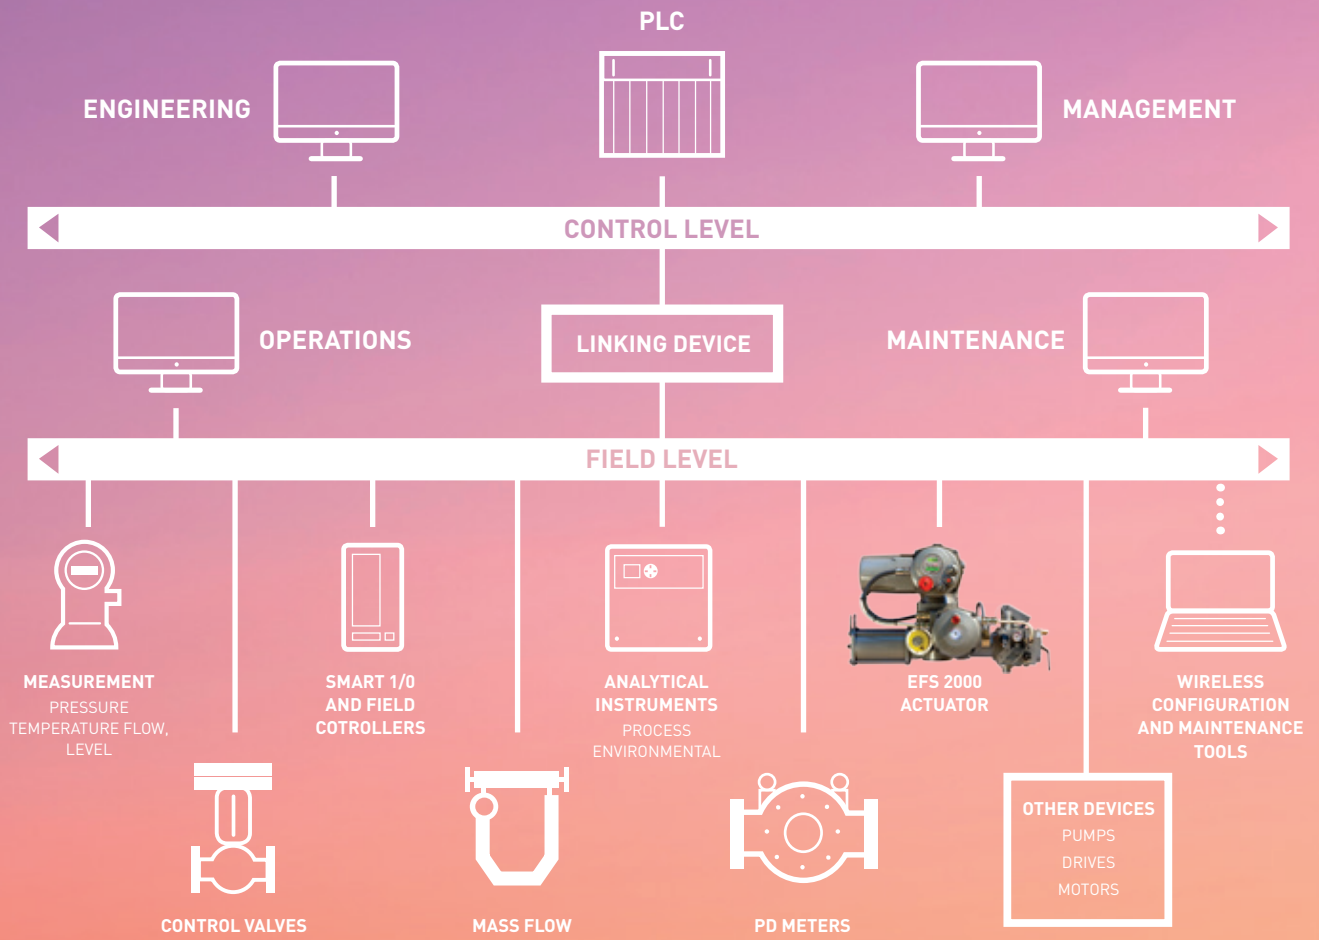 PLC
ENGINEERING
MANAGEMENT
CONTROL LEVEL
OPERATIONS
LINKING DEVICE
MAINTENANCE
FIELD LEVEL
MEASUREMENT
PRESSURE
TEMPERATURE FLOW,
LEVEL
SMART 1/0
AND FIELD
COTROLLERS
ANALYTICAL
INSTRUMENTS
PROCESS
ENVIRONMENTAL
EFS 2000
ACTUATOR
WIRELESS
CONFIGURATION
AND MAINTENANCE
TOOLS
CONTROL VALVES
MASS FLOW
PD METERS
OTHER DEVICES
PUMPS
DRIVES
MOTORS